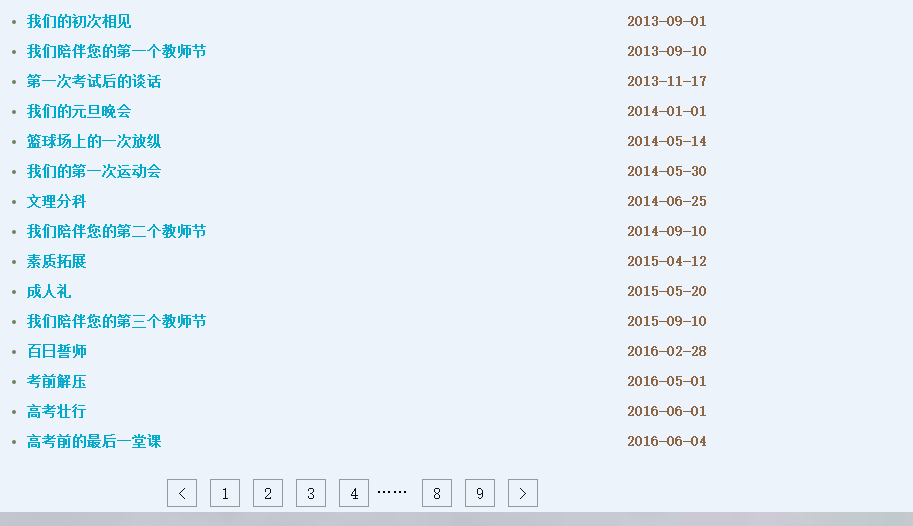 • 我们的初次相见 2013-09-01
• 我们陪伴您的第一个教师节 2013-09-10
• 第一次考试后的谈话 2013-11-17
• 我们的元旦晚会 2014-01-01
• 篮球场上的一次放纵 2014-05-14
• 我们的第一次运动会 2014-05-30
• 文理分科 2014-06-25
• 我们陪伴您的第二个教师节 2014-09-10
• 素质拓展 2015-04-12
• 成人礼 2015-05-20
• 我们陪伴您的第三个教师节 2015-09-10
• 百日誓师 2016-02-28
• 考前解压 2016-05-01
• 高考壮行 2016-06-01
• 高考前的最后一堂课 2016-06-04
< 1 2 3 4 …… 8 9 >